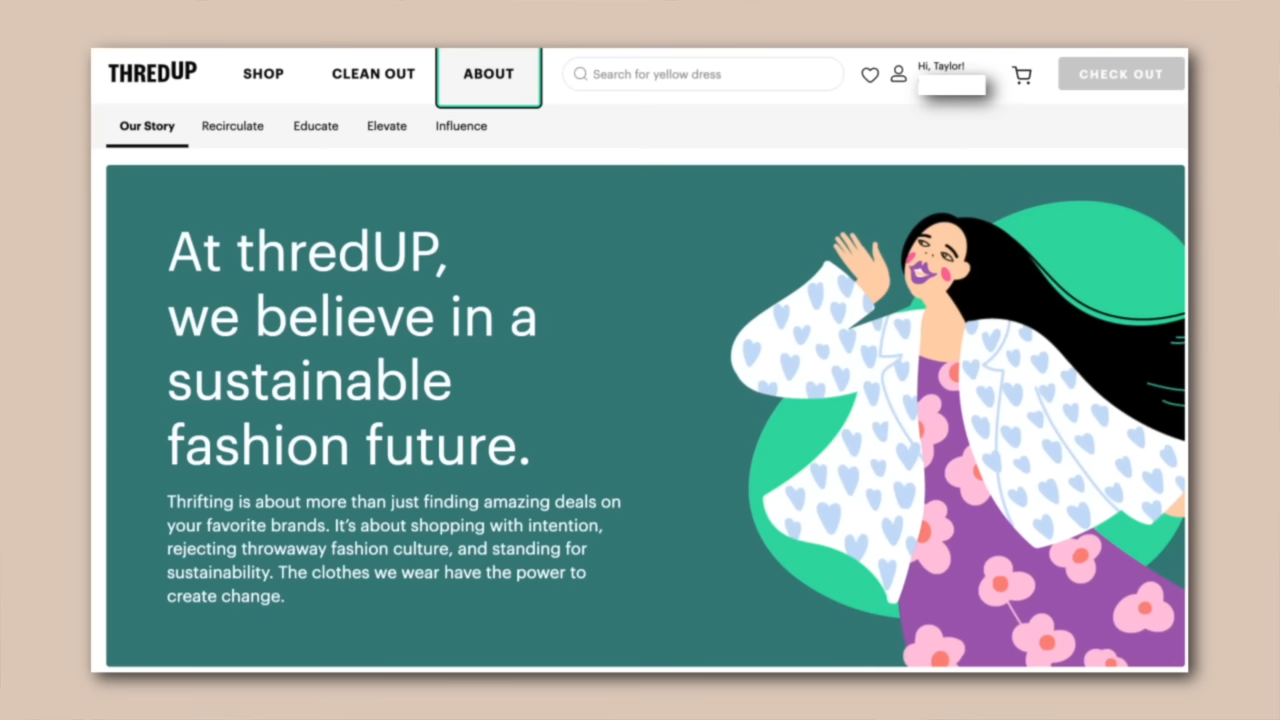 THREDUP SHOP CLEAN OUT ABOUT Search for yellow dress Hi, Taylor! CHECK OUT
Our Story Recirculate Educate Elevate Influence
At thredUP,
we believe in a
sustainable
fashion future.
Thrifting is about more than just finding amazing deals on
your favorite brands. It’s about shopping with intention,
rejecting throwaway fashion culture, and standing for
sustainability. The clothes we wear have the power to
create change.